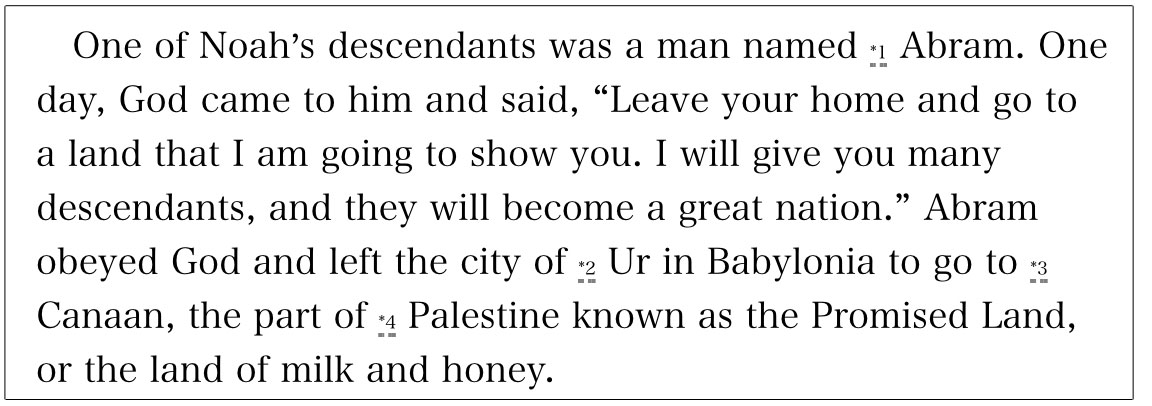 One of Noah’s descendants was a man named *1 Abram. One
day, God came to him and said, “Leave your home and go to
a land that I am going to show you. I will give you many
descendants, and they will become a great nation.” Abram
obeyed God and left the city of *2 Ur in Babylonia to go to *3
Canaan, the part of *4 Palestine known as the Promised Land,
or the land of milk and honey.